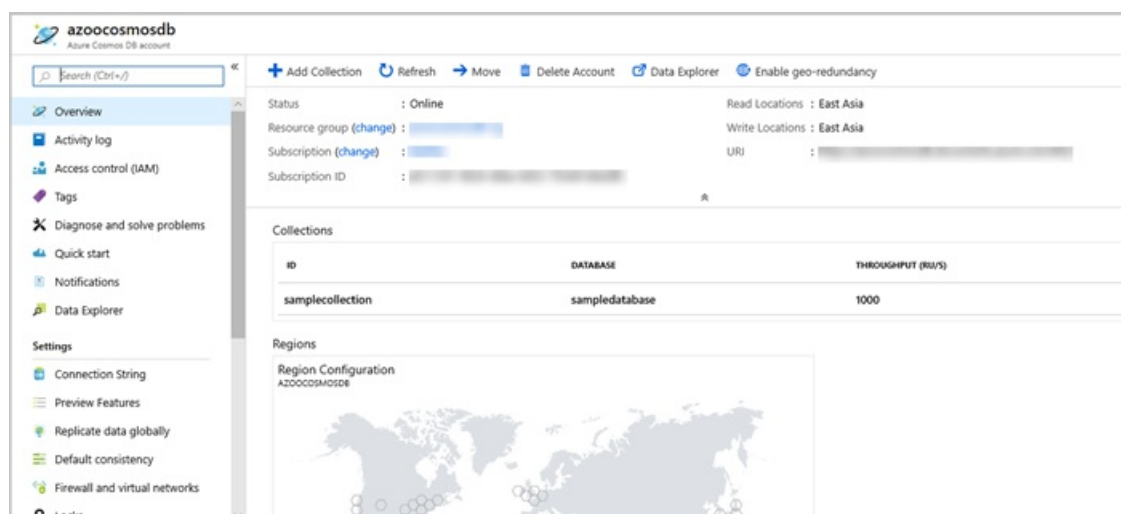 azoocosmosdb
Azure Cosmos DB account
Search (Ctrl+/)
«
Overview
Activity log
Access control (IAM)
Tags
Diagnose and solve problems
Quick start
Notifications
Data Explorer
Settings
Connection String
Preview Features
Replicate data globally
Default consistency
Firewall and virtual networks
Locks
Add Collection Refresh Move Delete Account Data Explorer Enable geo-redundancy
Status : Online Read Locations : East Asia
Resource group (change) : Write Locations : East Asia
Subscription (change) : URI :
Subscription ID :
Collections
ID DATABASE THROUGHPUT (RU/S)
samplecollection sampledatabase 1000
Regions
Region Configuration
AZOOCOSMOSDB